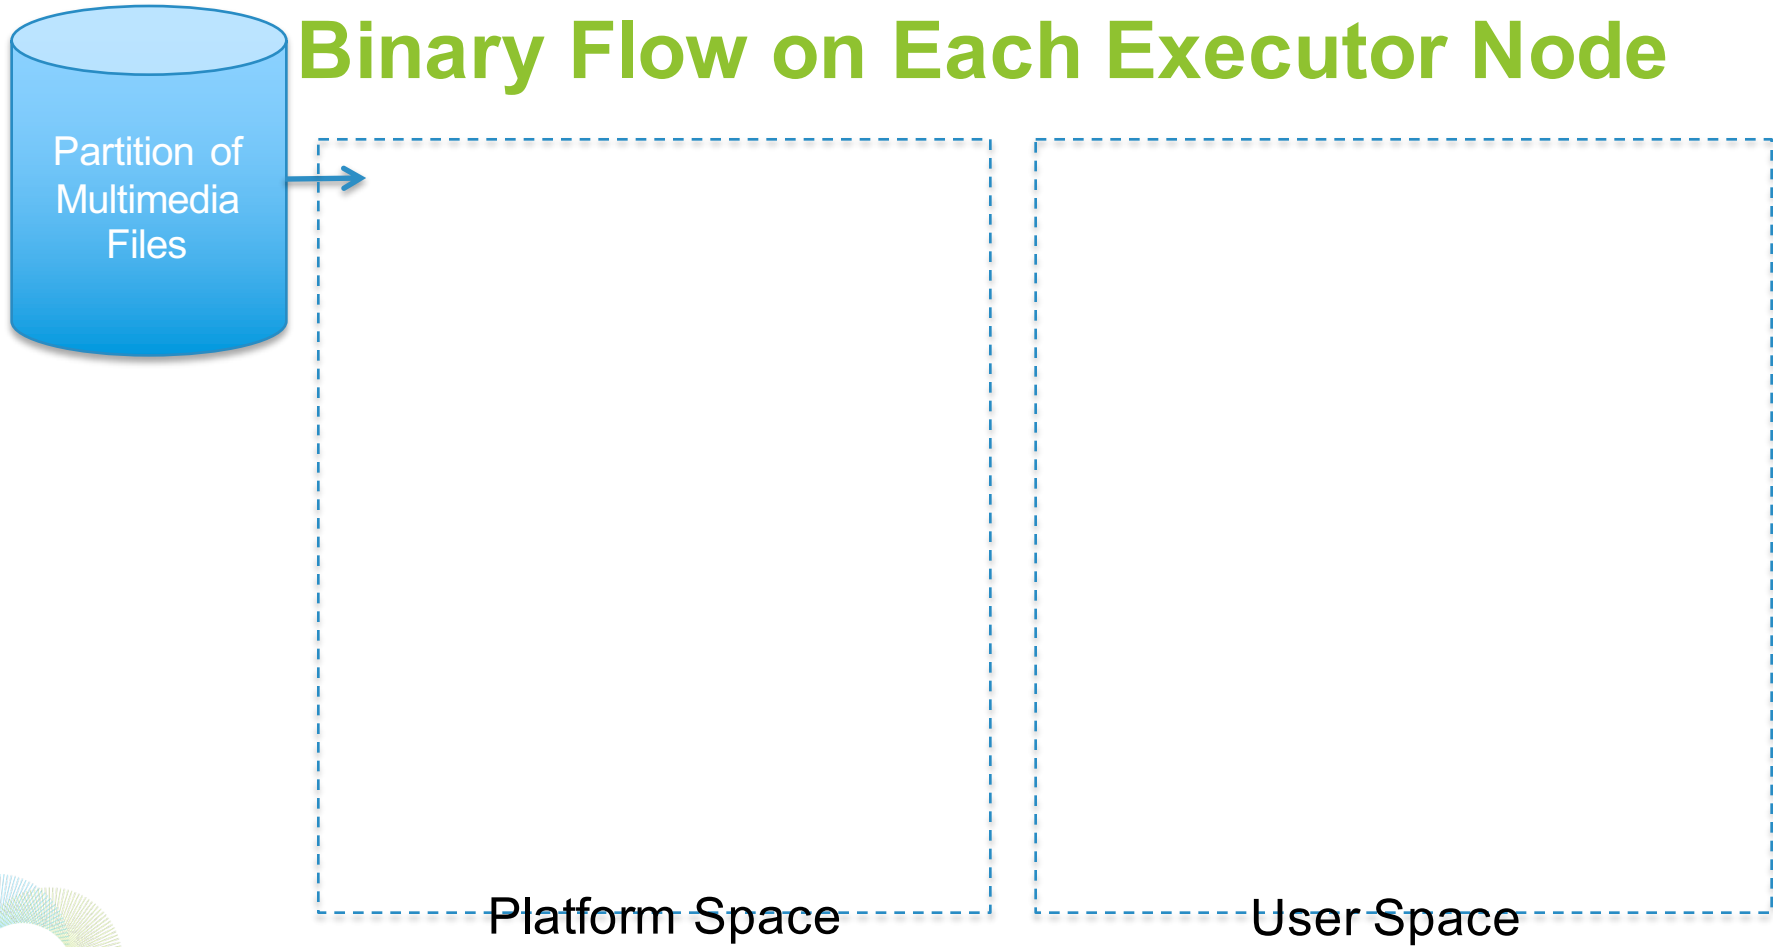 Binary Flow on Each Executor Node
Partition of
Multimedia
Files
Platform Space
User Space